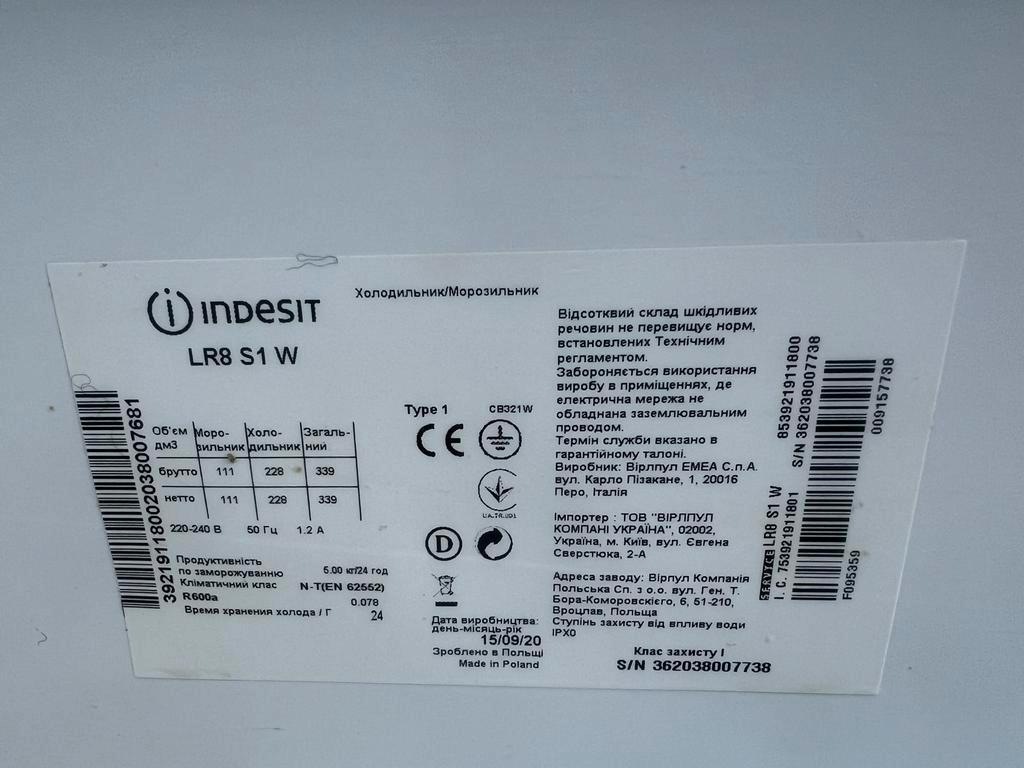 INDESIT
LR8 S1 W
Холодильник/Морозильник
Type 1
CB321W
CE
Об'єм дм3 Моро-зильник Холо-дильник Загаль-ний
брутто 111 228 339
нетто 111 228 339
220-240 В 50 Гц 1.2 А
Продуктивність
по заморожуванню 5.00 кг/24 год
Кліматичний клас N-T(EN 62552)
R600a 0.078
Время хранения холода / Г 24
UA.TR.001
D
Дата виробництва:
день-місяць-рік
15/09/20
Зроблено в Польщі
Made in Poland
Відсотквий склад шкідливих
речовин не перевищує норм,
встановлених Технічним
регламентом.
Забороняється використання
виробу в приміщеннях, де
електрична мережа не
обладнана заземлювальним
проводом.
Термін служби вказано в
гарантійному талоні.
Виробник: Вірлпул ЕМЕА С.п.А.
вул. Карло Пізакане, 1, 20016
Перо, Італія
Імпортер : ТОВ "ВІРЛПУЛ
КОМПАНІ УКРАЇНА", 02002,
Україна, м. Київ, вул. Євгена
Сверстюка, 2-А
Адреса заводу: Вірпул Компанія
Польська Сп. з о.о. вул. Ген. Т.
Бора-Коморовскієго, 6, 51-210,
Вроцлав, Польща
Ступінь захисту від впливу води
IPX0
Клас захисту I
S/N 362038007738
39219118002038007681
SERVICE LR8 S1 W 853921911800
I. C. 753921911801 S/N 362038007738
F095359
009157738